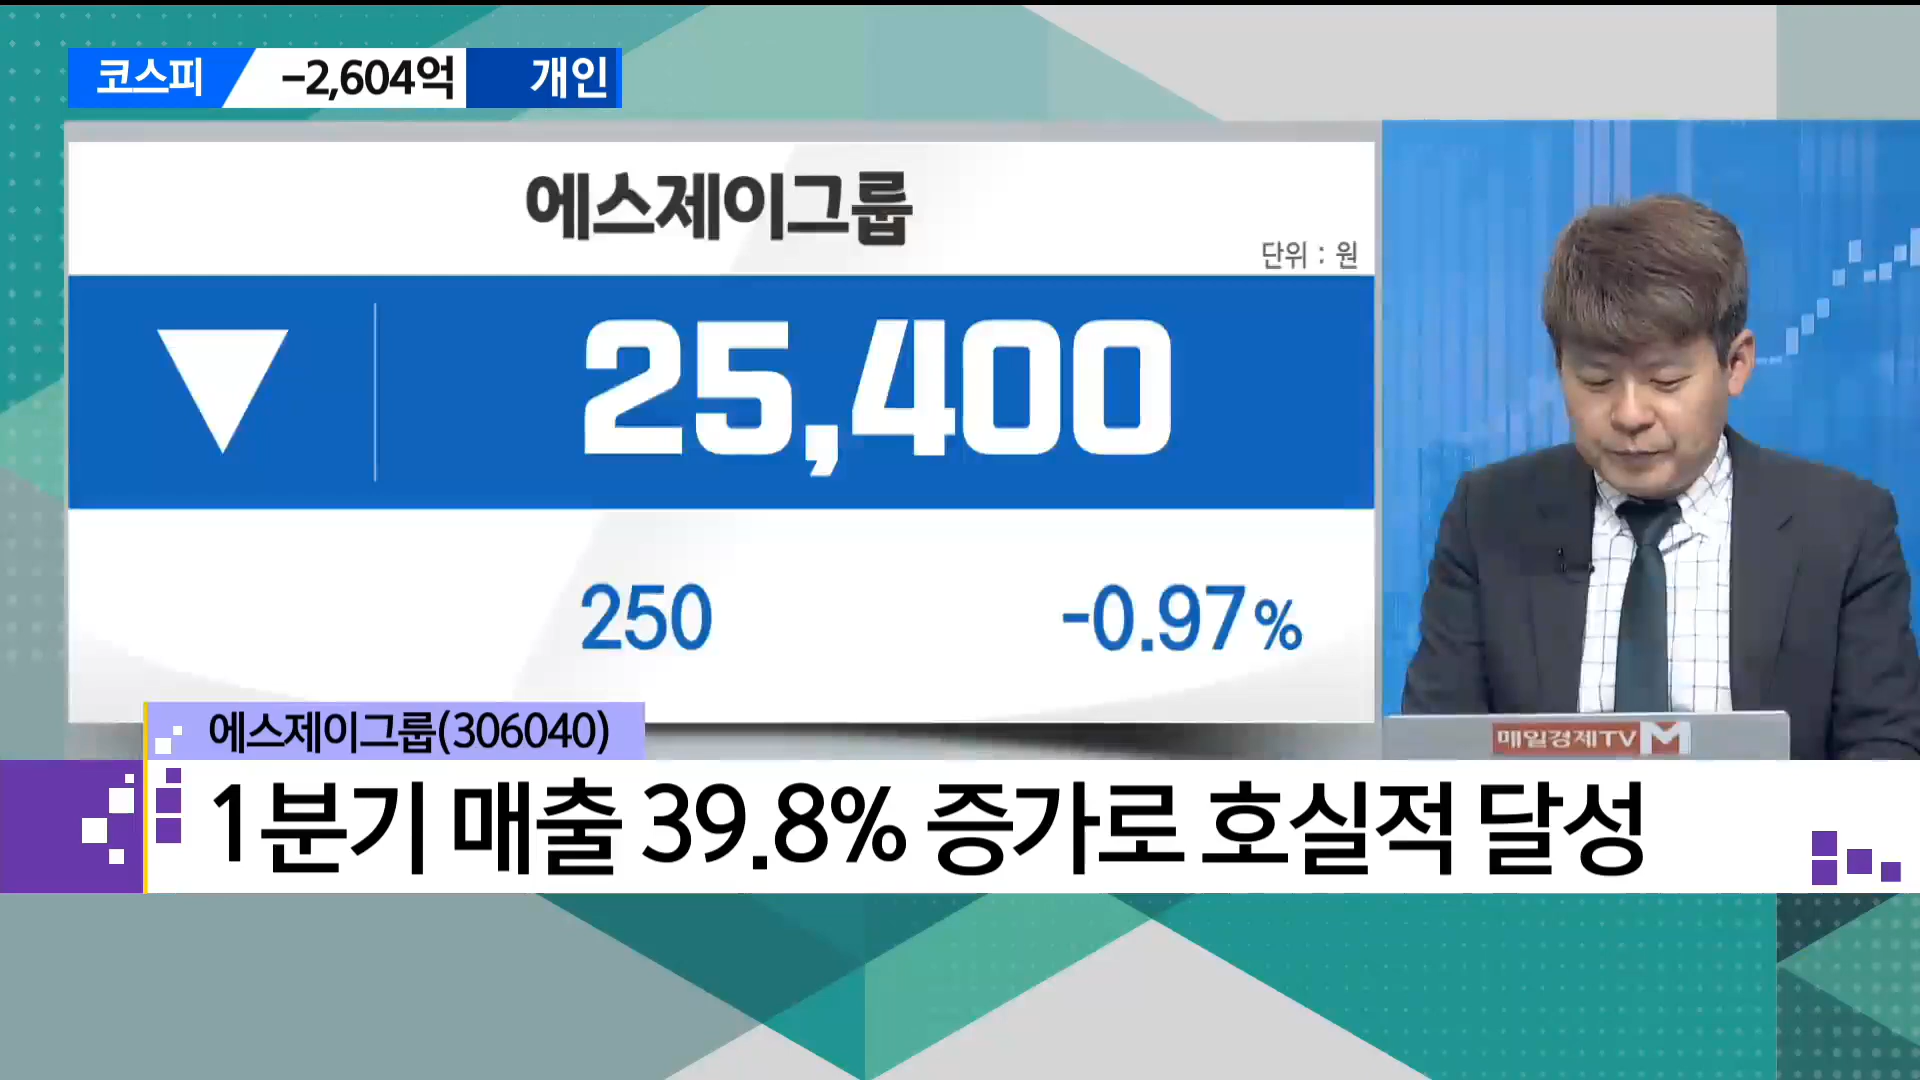 코스피 -2,604억 개인
에스제이그룹
단위 : 원
▼ 25,400
250 -0.97%
에스제이그룹(306040)
매일경제TV M
1분기 매출 39.8% 증가로 호실적 달성